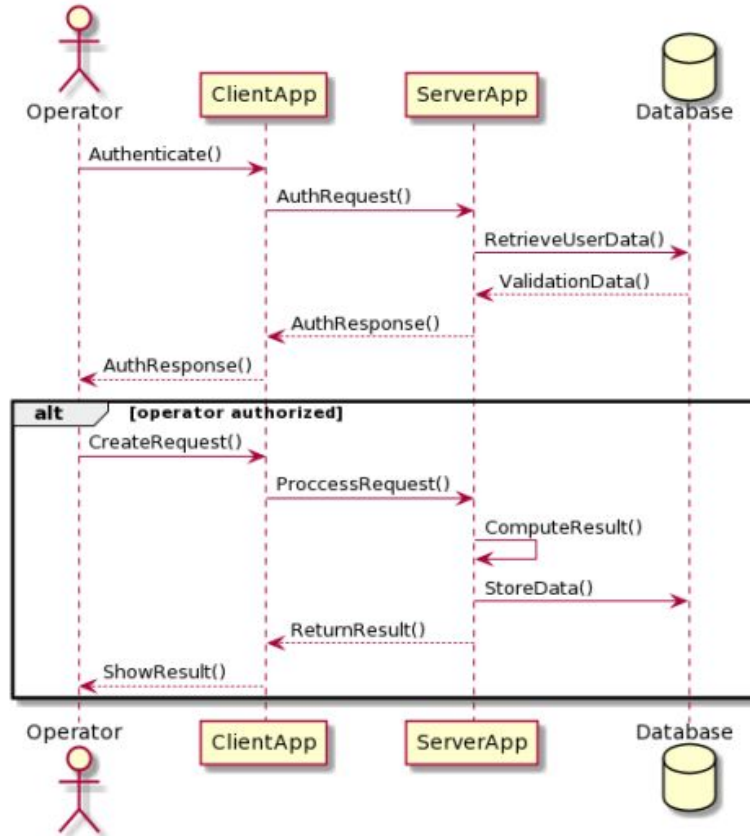 Operator
ClientApp
ServerApp
Database
Authenticate()
AuthRequest()
RetrieveUserData()
ValidationData()
AuthResponse()
AuthResponse()
alt [operator authorized]
CreateRequest()
ProccessRequest()
ComputeResult()
StoreData()
ReturnResult()
ShowResult()
Operator
ClientApp
ServerApp
Database